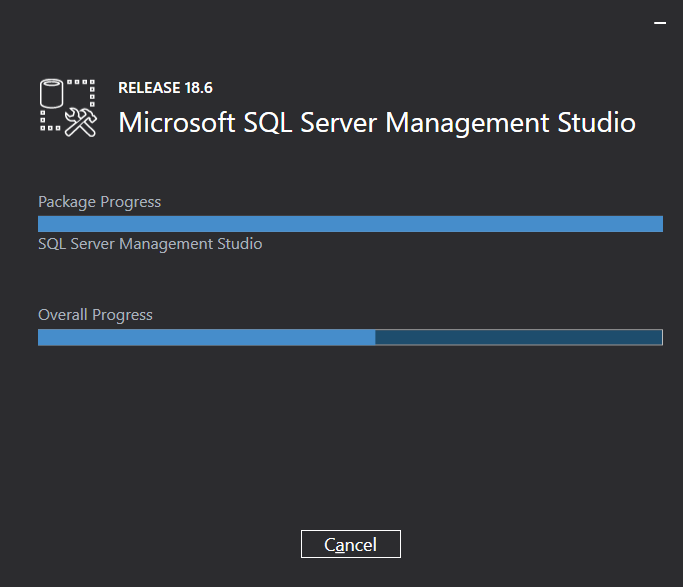 RELEASE 18.6
Microsoft SQL Server Management Studio
Package Progress
SQL Server Management Studio
Overall Progress
Cancel